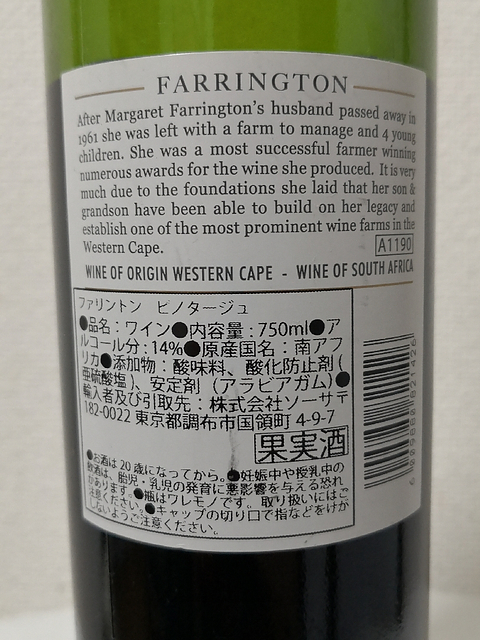 FARRINGTON
After Margaret Farrington's husband passed away in
1961 she was left with a farm to manage and 4 young
children. She was a most successful farmer winning
numerous awards for the wine she produced. It is very
much due to the foundations she laid that her son &
grandson have been able to build on her legacy and
establish one of the most prominent wine farms in the
Western Cape.
A1190
WINE OF ORIGIN WESTERN CAPE - WINE OF SOUTH AFRICA
ファリントン ピノタージュ
●品名：ワイン●内容量：750ml●ア
ルコール分：14%●原産国名：南アフ
リカ●添加物：酸味料、酸化防止剤（
亜硫酸塩）、安定剤（アラビアガム）●
輸入者及び引取先：株式会社ソーサ〒
182-0022 東京都調布市国領町 4-9-7
果実酒
●お酒は20歳になってから。●妊娠中や授乳中の
飲酒は、胎児・乳児の発育に悪影響を与える恐れ
があります。●瓶はワレモノです。取り扱いにはご
注意ください。●キャップの切り口で指などをけが
しないようご注意ください。